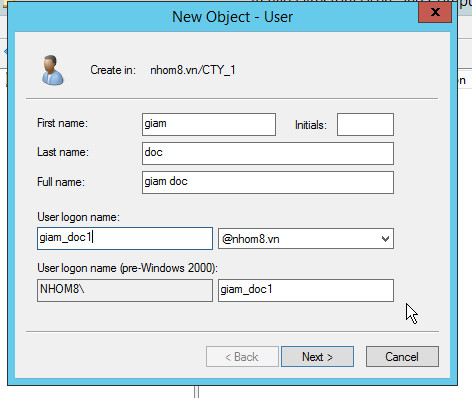 New Object - User
x
Create in: nhom8.vn/CTY_1
First name: giam Initials:
Last name: doc
Full name: giam doc
User logon name:
giam_doc1 @nhom8.vn
User logon name (pre-Windows 2000):
NHOM8\ giam_doc1
< Back Next > Cancel